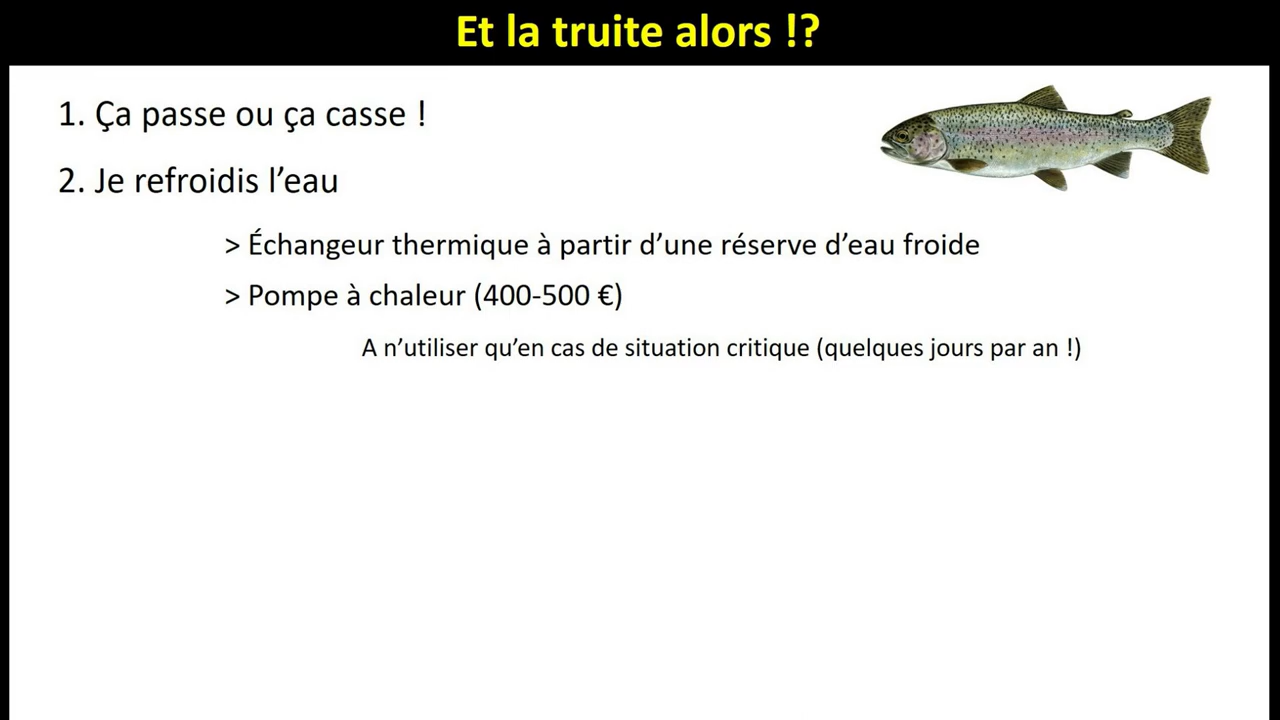 Et la truite alors !?
1. Ça passe ou ça casse !
2. Je refroidis l’eau
> Échangeur thermique à partir d’une réserve d’eau froide
> Pompe à chaleur (400-500 €)
A n’utiliser qu’en cas de situation critique (quelques jours par an !)